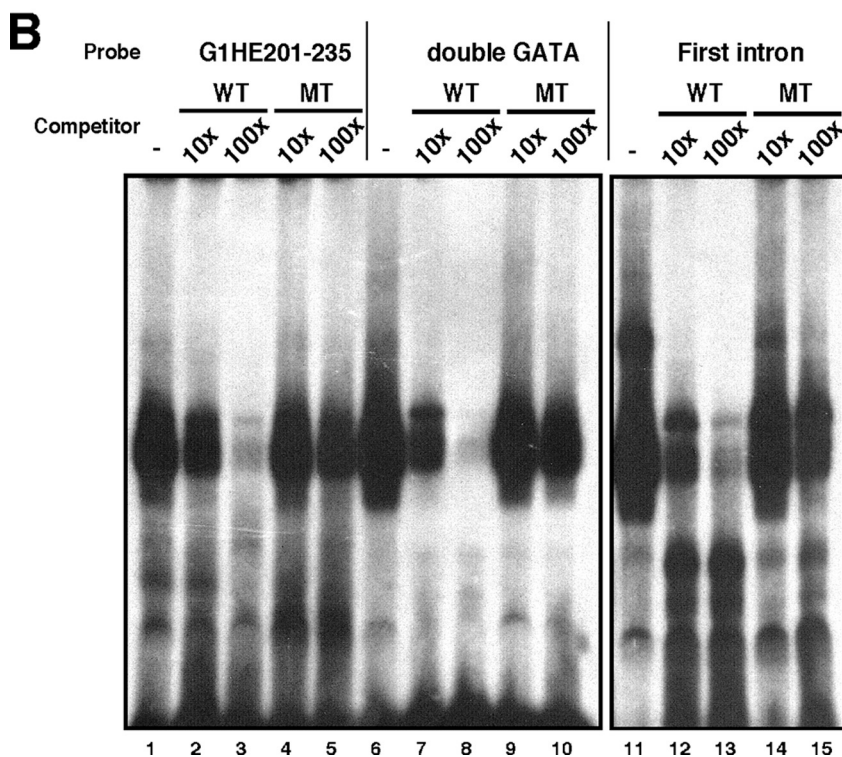 B
Probe G1HE201-235 double GATA First intron
WT MT WT MT WT MT
Competitor - 10x 100x 10x 100x - 10x 100x 10x 100x - 10x 100x 10x 100x
1 2 3 4 5 6 7 8 9 10 11 12 13 14 15